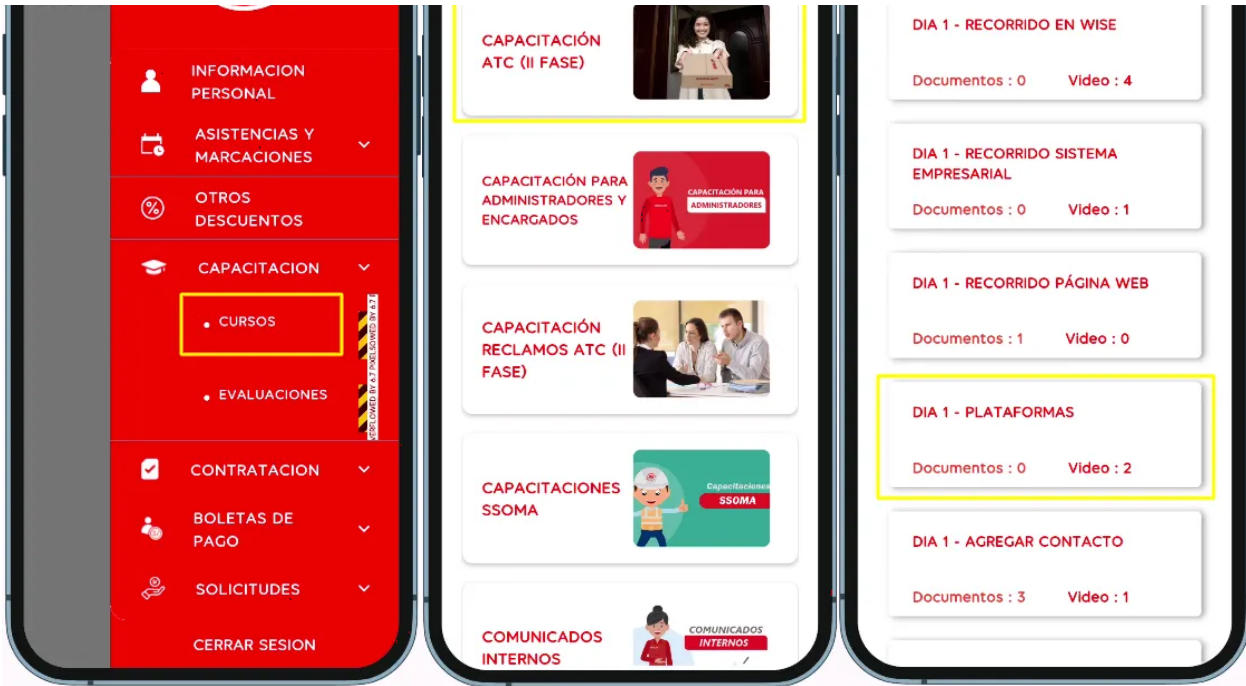 INFORMACION
PERSONAL
ASISTENCIAS Y
MARCACIONES
OTROS
DESCUENTOS
CAPACITACION
CURSOS
EVALUACIONES
CONTRATACION
BOLETAS DE
PAGO
SOLICITUDES
CERRAR SESION
CAPACITACIÓN
ATC (II FASE)
CAPACITACIÓN PARA
ADMINISTRADORES Y
ENCARGADOS
CAPACITACIÓN PARA
ADMINISTRADORES
CAPACITACIÓN
RECLAMOS ATC (II
FASE)
CAPACITACIONES
SSOMA
Capacitaciones
SSOMA
COMUNICADOS
INTERNOS
COMUNICADOS
INTERNOS
DIA 1 - RECORRIDO EN WISE
Documentos : 0 Video : 4
DIA 1 - RECORRIDO SISTEMA
EMPRESARIAL
Documentos : 0 Video : 1
DIA 1 - RECORRIDO PÁGINA WEB
Documentos : 1 Video : 0
DIA 1 - PLATAFORMAS
Documentos : 0 Video : 2
DIA 1 - AGREGAR CONTACTO
Documentos : 3 Video : 1